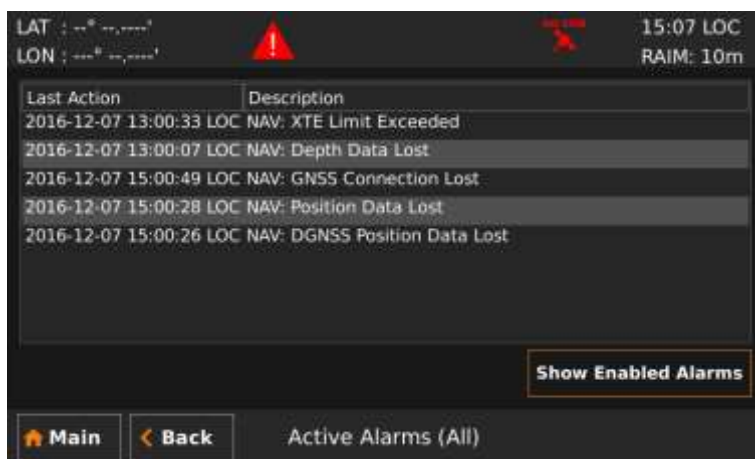 LAT : --° --.----'
15:07 LOC
LON : ---° --.----'
RAIM: 10m
Last Action Description
2016-12-07 13:00:33 LOC NAV: XTE Limit Exceeded
2016-12-07 13:00:07 LOC NAV: Depth Data Lost
2016-12-07 15:00:49 LOC NAV: GNSS Connection Lost
2016-12-07 15:00:28 LOC NAV: Position Data Lost
2016-12-07 15:00:26 LOC NAV: DGNSS Position Data Lost
Show Enabled Alarms
Main
Back
Active Alarms (All)